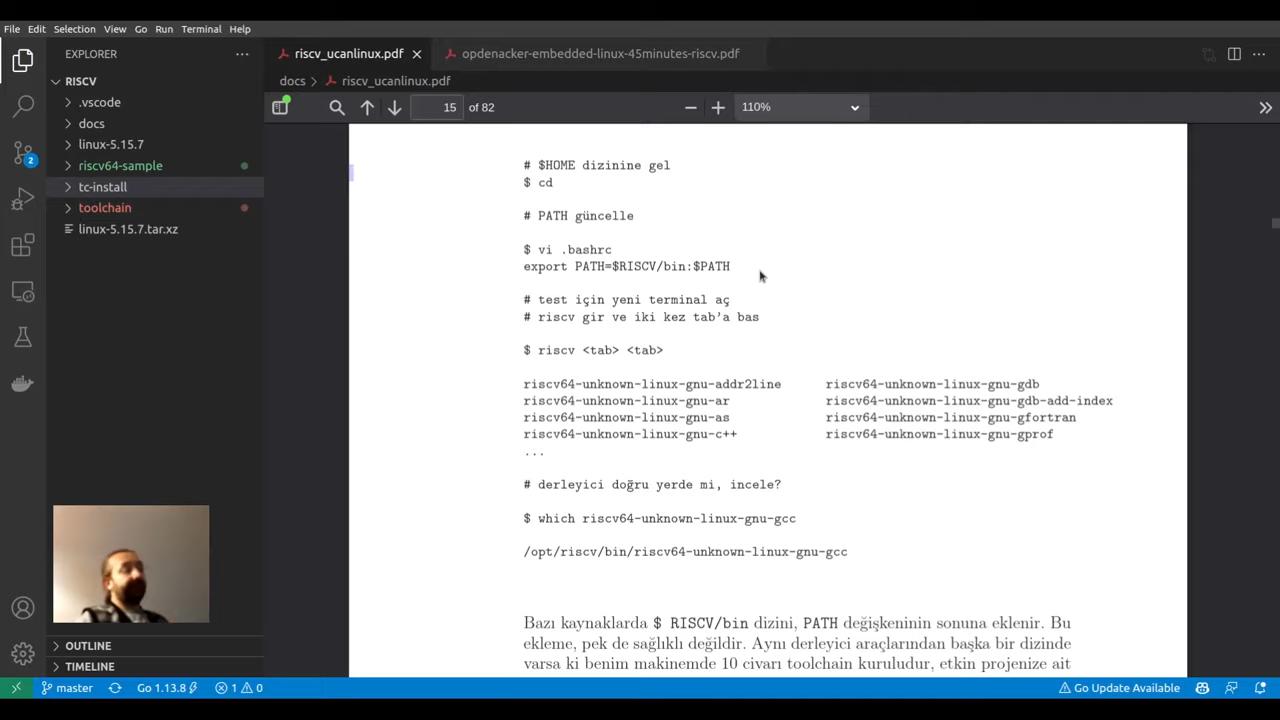 File Edit Selection View Go Run Terminal Help
EXPLORER
RISCV
.vscode
docs
linux-5.15.7
riscv64-sample
tc-install
toolchain
linux-5.15.7.tar.xz
OUTLINE
TIMELINE
2
riscv_ucanlinux.pdf
opdenacker-embedded-linux-45minutes-riscv.pdf
docs > riscv_ucanlinux.pdf
15 of 82
110%
# $HOME dizinine gel
$ cd
# PATH güncelle
$ vi .bashrc
export PATH=$RISCV/bin:$PATH
# test için yeni terminal aç
# riscv gir ve iki kez tab'a bas
$ riscv <tab> <tab>
riscv64-unknown-linux-gnu-addr2line riscv64-unknown-linux-gnu-gdb
riscv64-unknown-linux-gnu-ar riscv64-unknown-linux-gnu-gdb-add-index
riscv64-unknown-linux-gnu-as riscv64-unknown-linux-gnu-gfortran
riscv64-unknown-linux-gnu-c++ riscv64-unknown-linux-gnu-gprof
...
# derleyici doğru yerde mi, incele?
$ which riscv64-unknown-linux-gnu-gcc
/opt/riscv/bin/riscv64-unknown-linux-gnu-gcc
Bazı kaynaklarda $ RISCV/bin dizini, PATH değişkeninin sonuna eklenir. Bu
ekleme, pek de sağlıklı değildir. Aynı derleyici araçlarından başka bir dizinde
varsa ki benim makinemde 10 civarı toolchain kuruludur, etkin projenize ait
master Go 1.13.8 1 0 Go Update Available